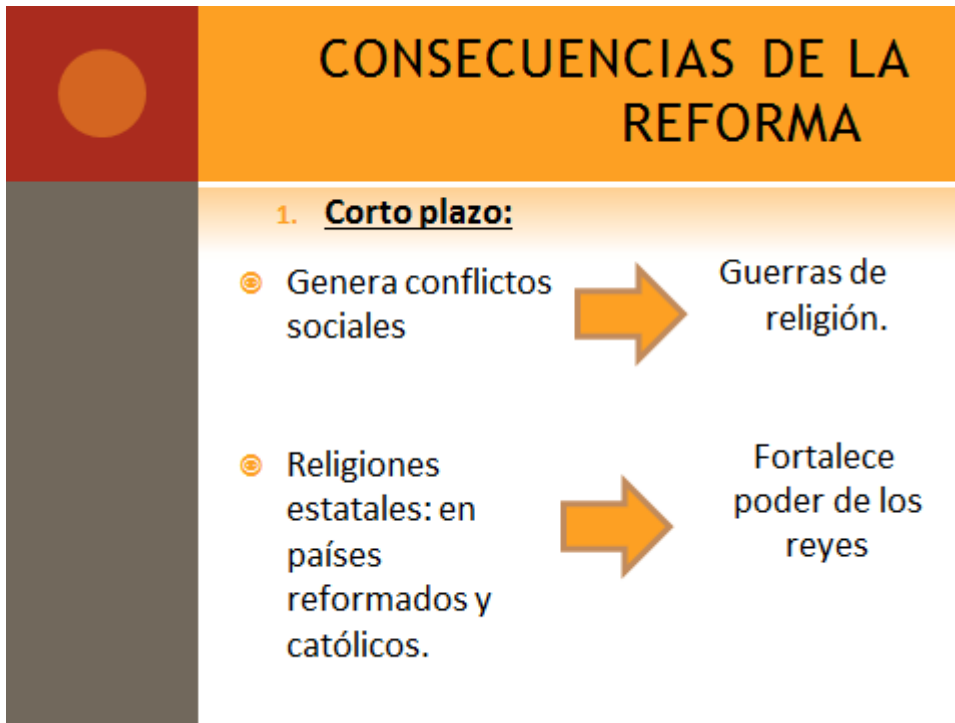 CONSECUENCIAS DE LA
REFORMA
1. Corto plazo:
Genera conflictos
sociales
Guerras de
religión.
Religiones
estatales: en
países
reformados y
católicos.
Fortalece
poder de los
reyes